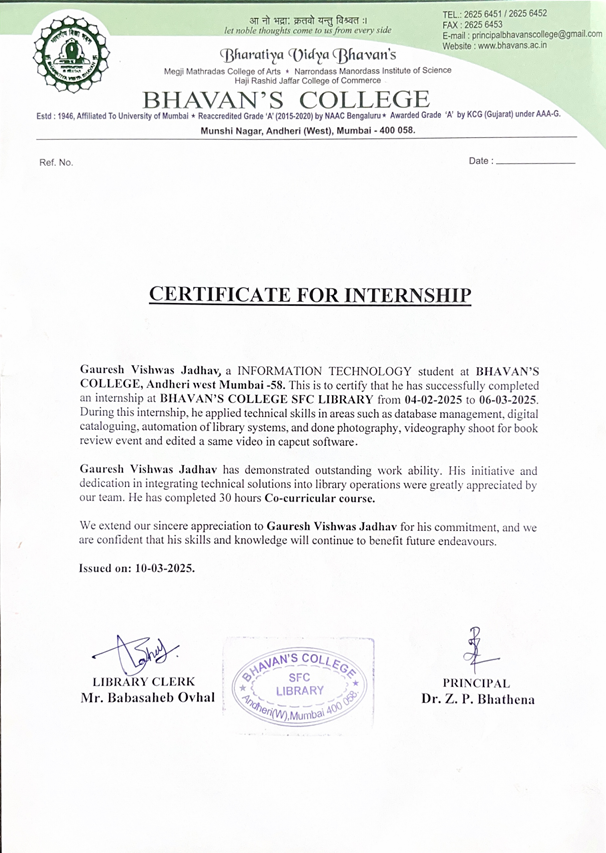 आ नो भद्राः क्रतवो यन्तु विश्वतः।
let noble thoughts come to us from every side
TEL.: 2625 6451 / 2625 6452
FAX : 2625 6453
E-mail : principalbhavanscollege@gmail.com
Website : www.bhavans.ac.in
Bharatiya Vidya Bhavan's
Megji Mathradas College of Arts ★ Narrondass Manordass Institute of Science
Haji Rashid Jaffar College of Commerce
BHAVAN'S COLLEGE
Estd : 1946, Affiliated To University of Mumbai ★ Reaccredited Grade 'A' (2015-2020) by NAAC Bengaluru ★ Awarded Grade 'A' by KCG (Gujarat) under AAA-G.
Munshi Nagar, Andheri (West), Mumbai - 400 058.
Ref. No.
Date :
CERTIFICATE FOR INTERNSHIP
Gauresh Vishwas Jadhav, a INFORMATION TECHNOLOGY student at BHAVAN'S
COLLEGE, Andheri west Mumbai -58. This is to certify that he has successfully completed
an internship at BHAVAN'S COLLEGE SFC LIBRARY from 04-02-2025 to 06-03-2025.
During this internship, he applied technical skills in areas such as database management, digital
cataloguing, automation of library systems, and done photography, videography shoot for book
review event and edited a same video in capcut software.
Gauresh Vishwas Jadhav has demonstrated outstanding work ability. His initiative and
dedication in integrating technical solutions into library operations were greatly appreciated by
our team. He has completed 30 hours Co-curricular course.
We extend our sincere appreciation to Gauresh Vishwas Jadhav for his commitment, and we
are confident that his skills and knowledge will continue to benefit future endeavours.
Issued on: 10-03-2025.
LIBRARY CLERK
Mr. Babasaheb Ovhal
BHAVAN'S COLLEGE
SFC
LIBRARY
Andheri(W),Mumbai 400 058.
PRINCIPAL
Dr. Z. P. Bhathena